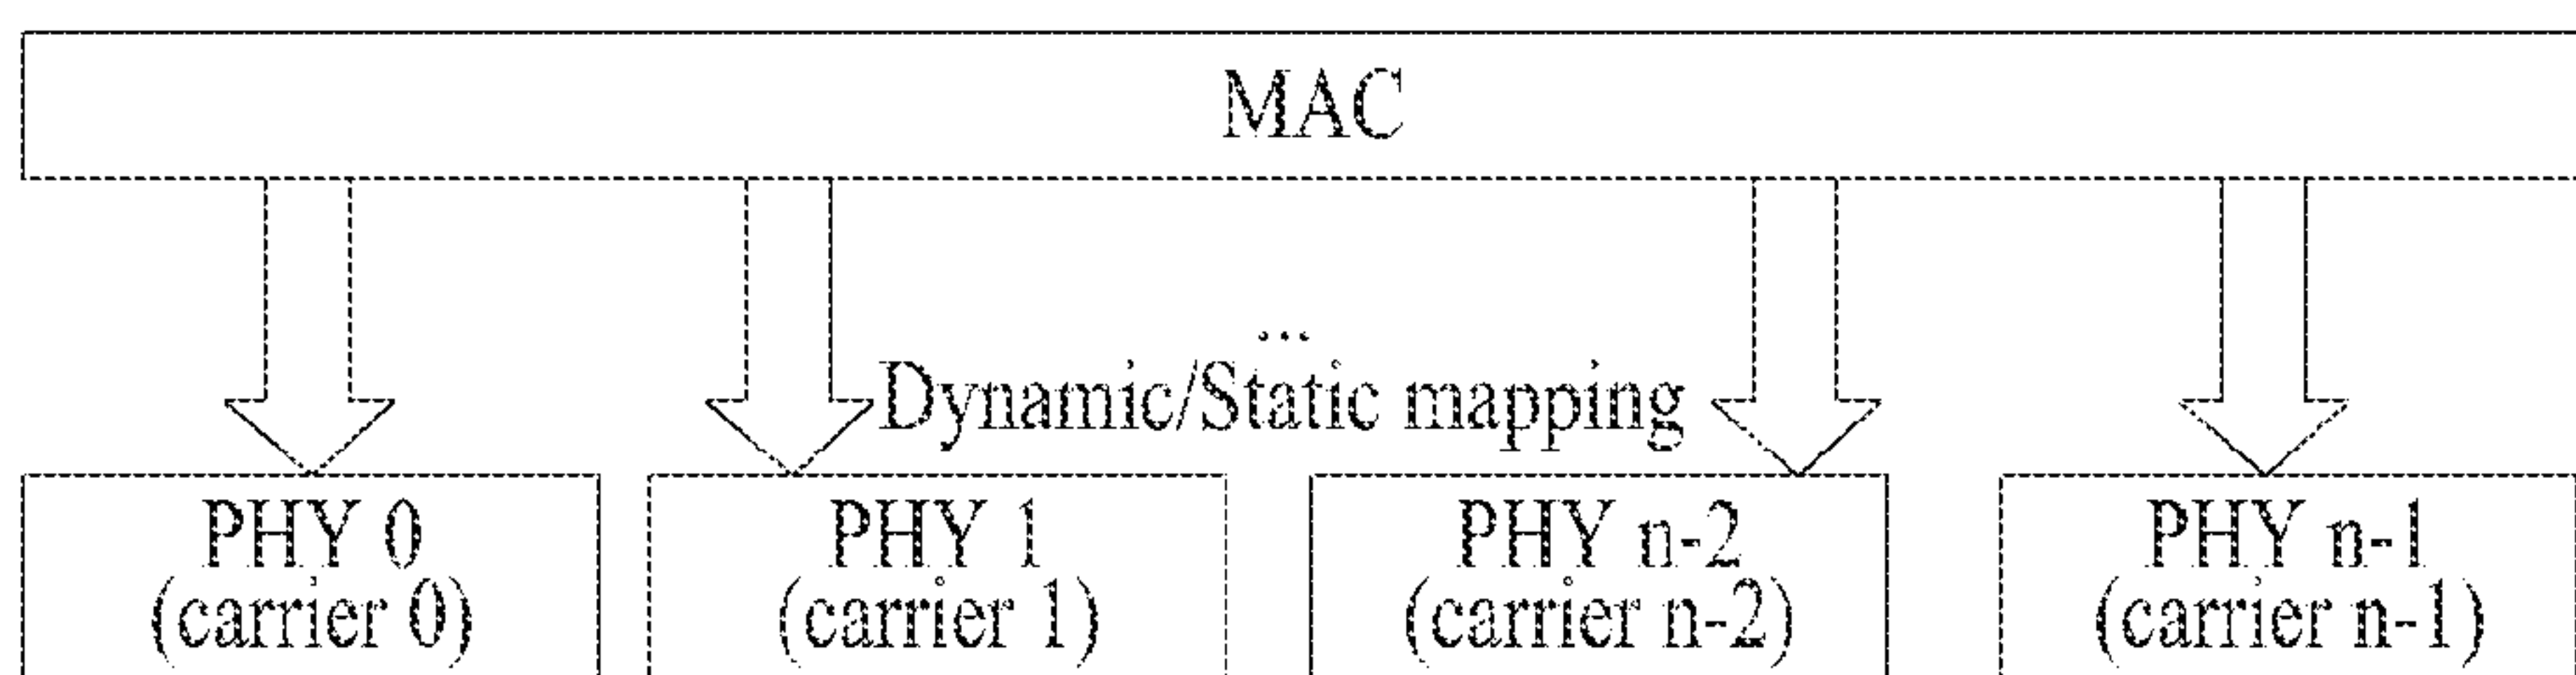 MAC
...
Dynamic/Static mapping
PHY 0
(carrier 0)
PHY 1
(carrier 1)
PHY n-2
(carrier n-2)
PHY n-1
(carrier n-1)